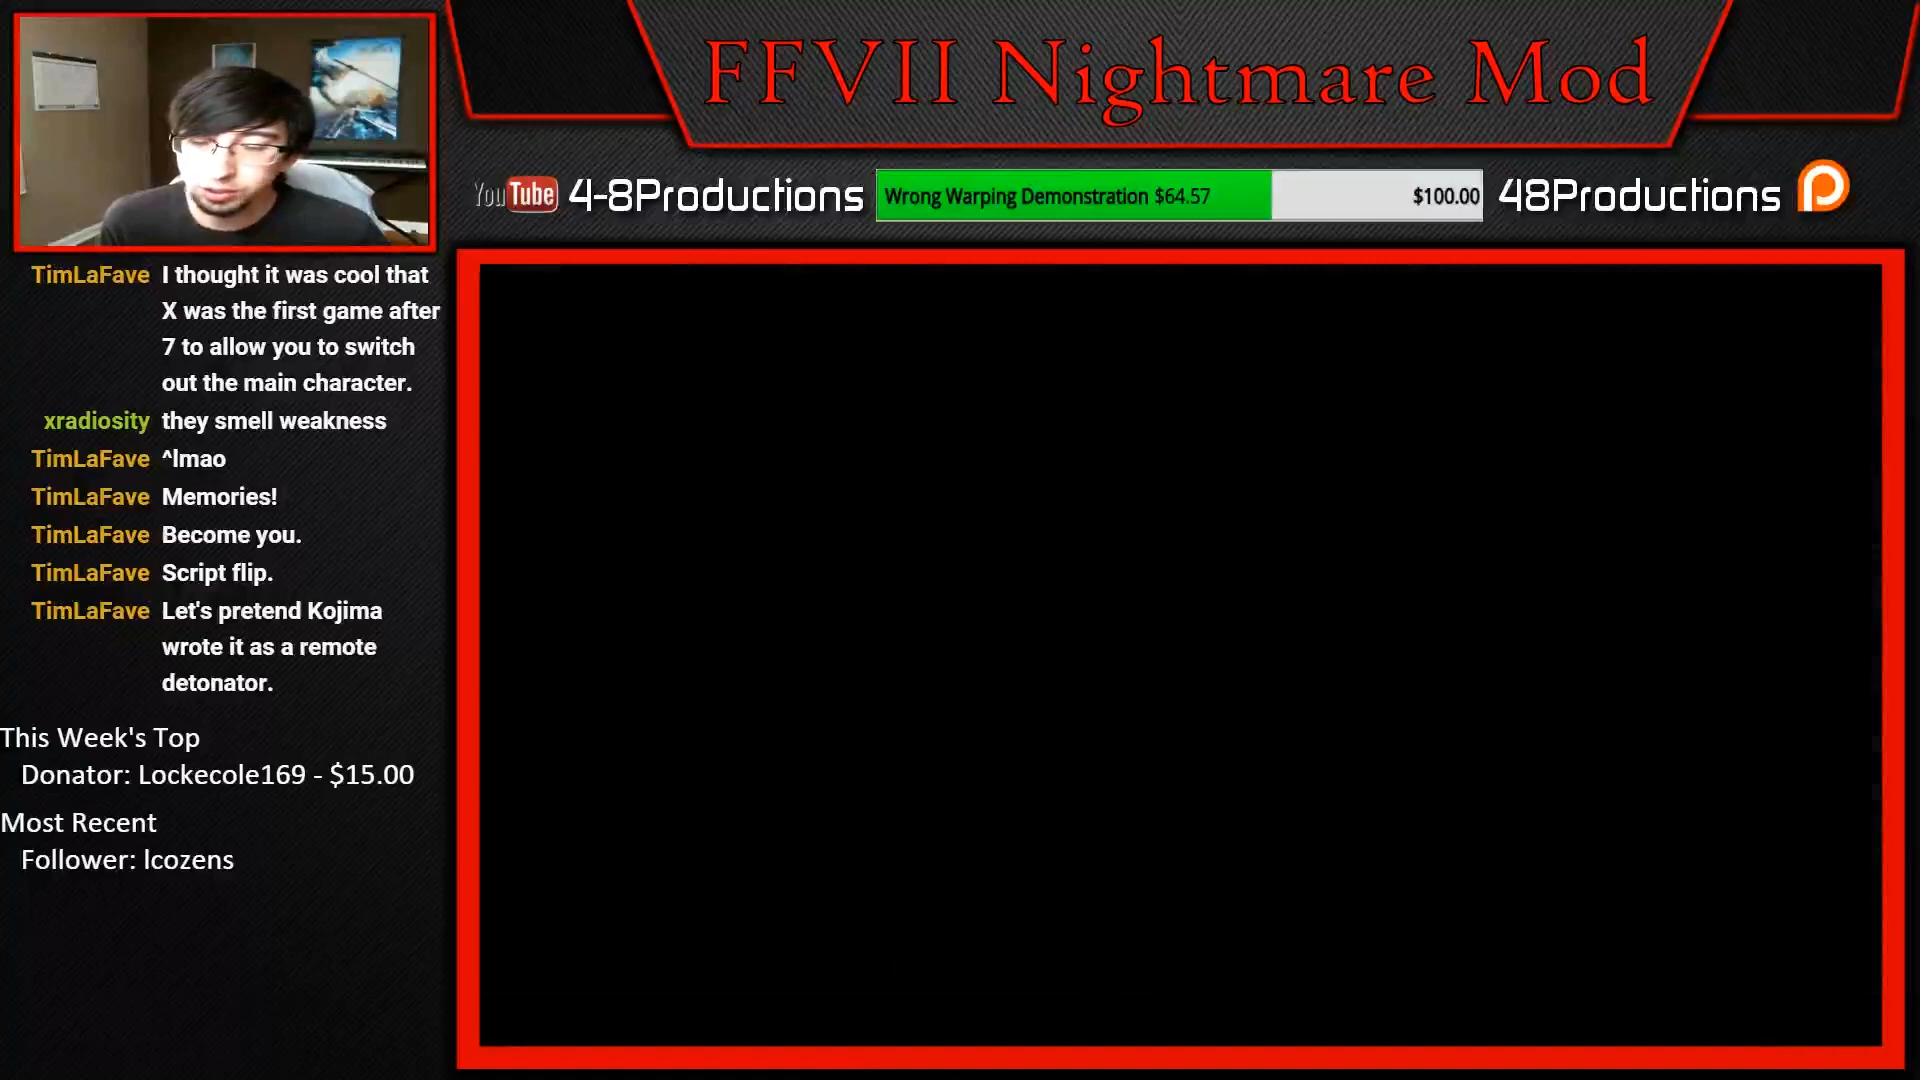 FFVII Nightmare Mod
YouTube 4-8Productions
Wrong Warping Demonstration $64.57
$100.00
48Productions
TimLaFave I thought it was cool that
X was the first game after
7 to allow you to switch
out the main character.
xradiosity they smell weakness
TimLaFave ^lmao
TimLaFave Memories!
TimLaFave Become you.
TimLaFave Script flip.
TimLaFave Let's pretend Kojima
wrote it as a remote
detonator.
This Week's Top
Donator: Lockecole169 - $15.00
Most Recent
Follower: lcozens